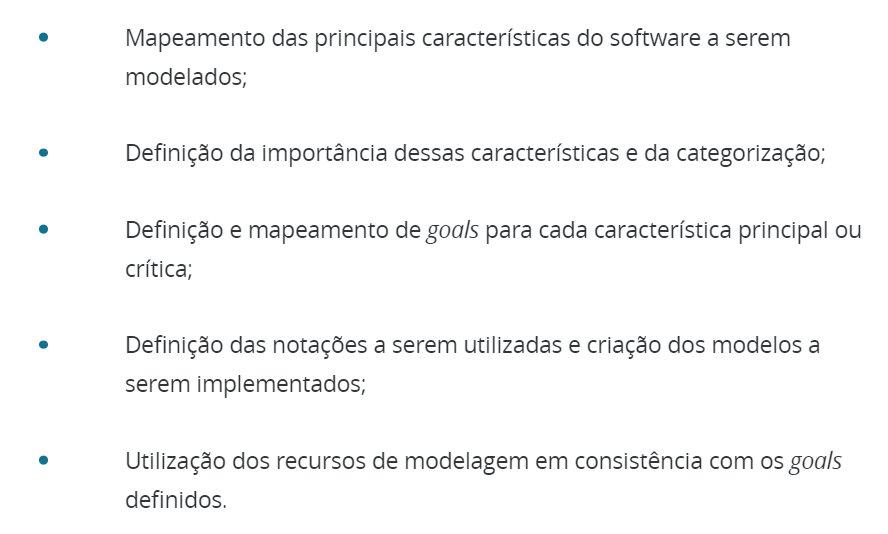 • Mapeamento das principais características do software a serem
modelados;
• Definição da importância dessas características e da categorização;
• Definição e mapeamento de goals para cada característica principal ou
crítica;
• Definição das notações a serem utilizadas e criação dos modelos a
serem implementados;
• Utilização dos recursos de modelagem em consistência com os goals
definidos.